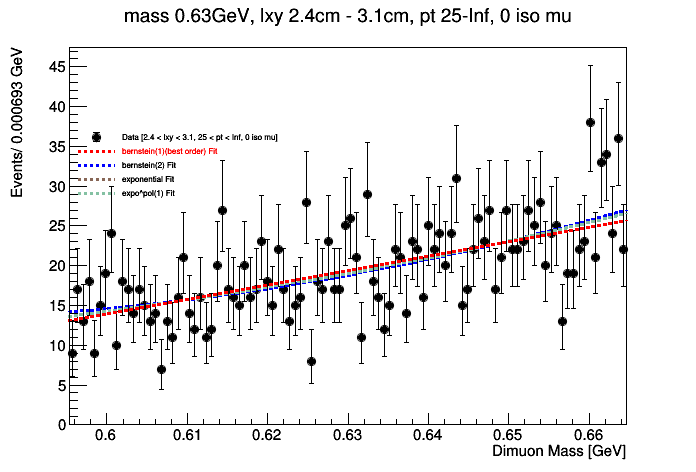 mass 0.63GeV, lxy 2.4cm - 3.1cm, pt 25-Inf, 0 iso mu
Events/ 0.000693 GeV
45
40
35
30
25
20
15
10
5
0
Data [2.4 < lxy < 3.1, 25 < pt < Inf, 0 iso mu]
bernstein(1){best order} Fit
bernstein(2) Fit
exponential Fit
expo*pol(1) Fit
0.6 0.61 0.62 0.63 0.64 0.65 0.66
Dimuon Mass [GeV]